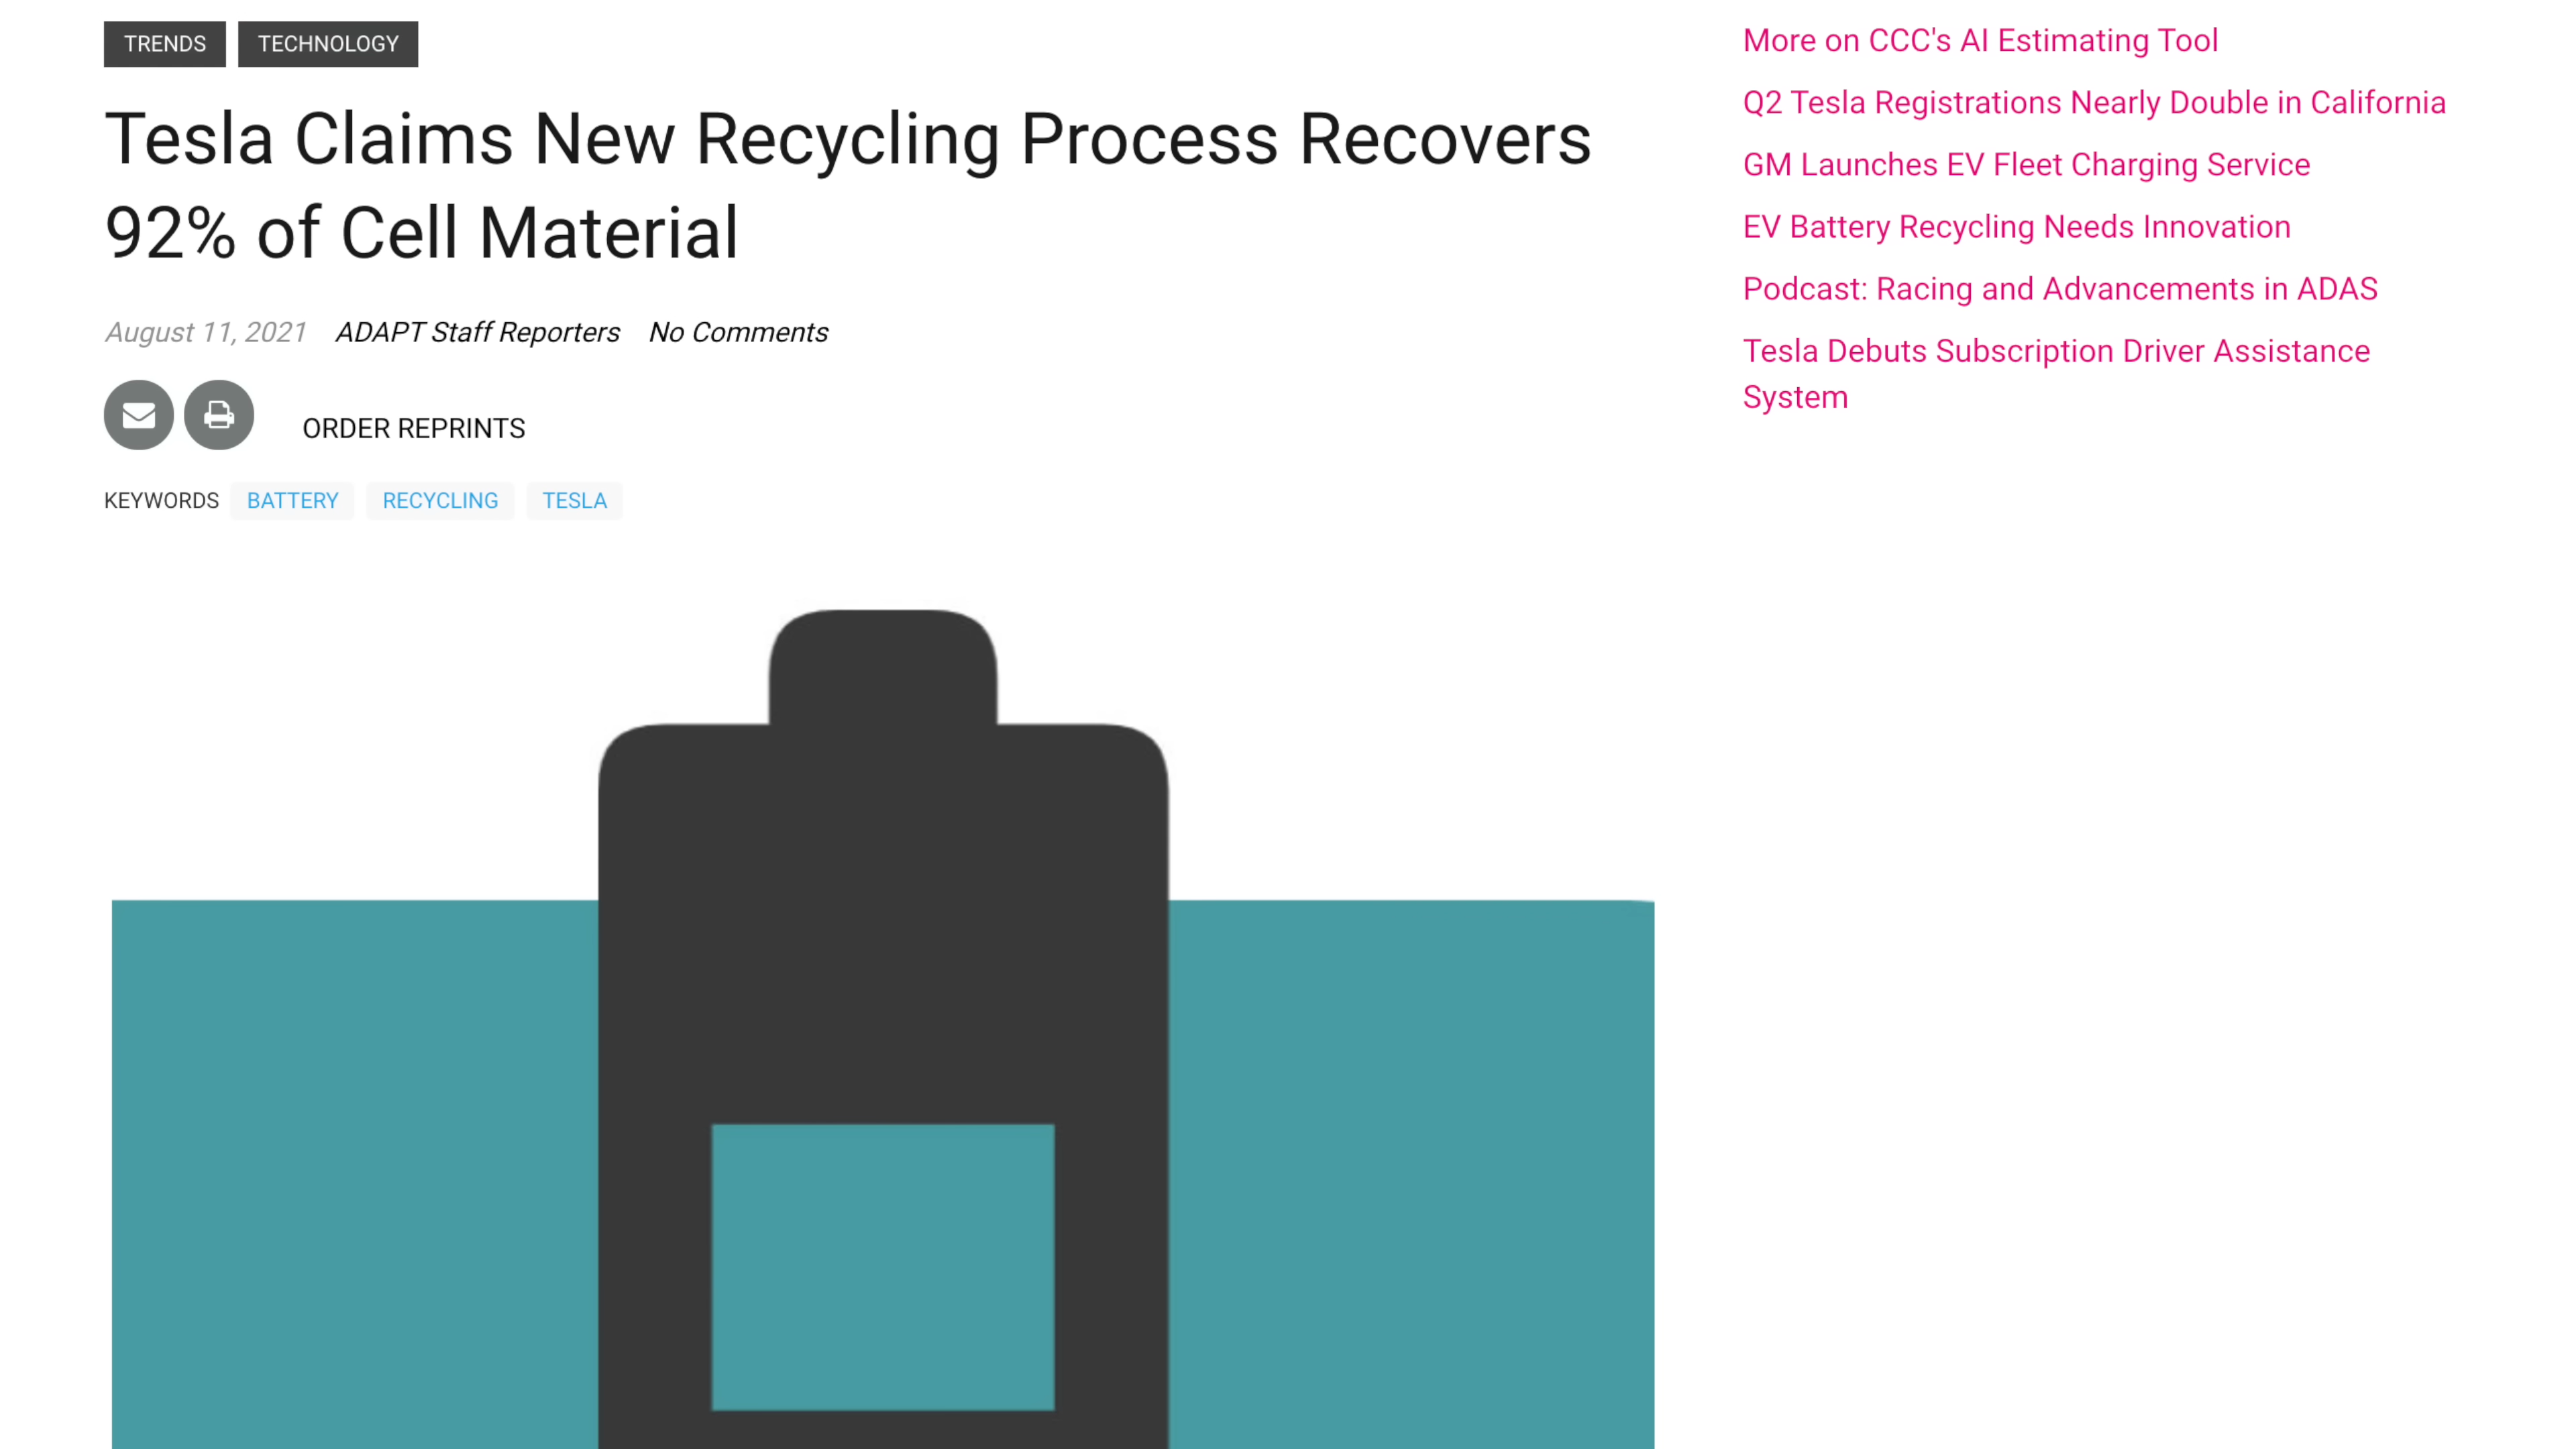 TRENDS TECHNOLOGY
Tesla Claims New Recycling Process Recovers
92% of Cell Material
August 11, 2021 ADAPT Staff Reporters No Comments
ORDER REPRINTS
KEYWORDS BATTERY RECYCLING TESLA
More on CCC's AI Estimating Tool
Q2 Tesla Registrations Nearly Double in California
GM Launches EV Fleet Charging Service
EV Battery Recycling Needs Innovation
Podcast: Racing and Advancements in ADAS
Tesla Debuts Subscription Driver Assistance
System